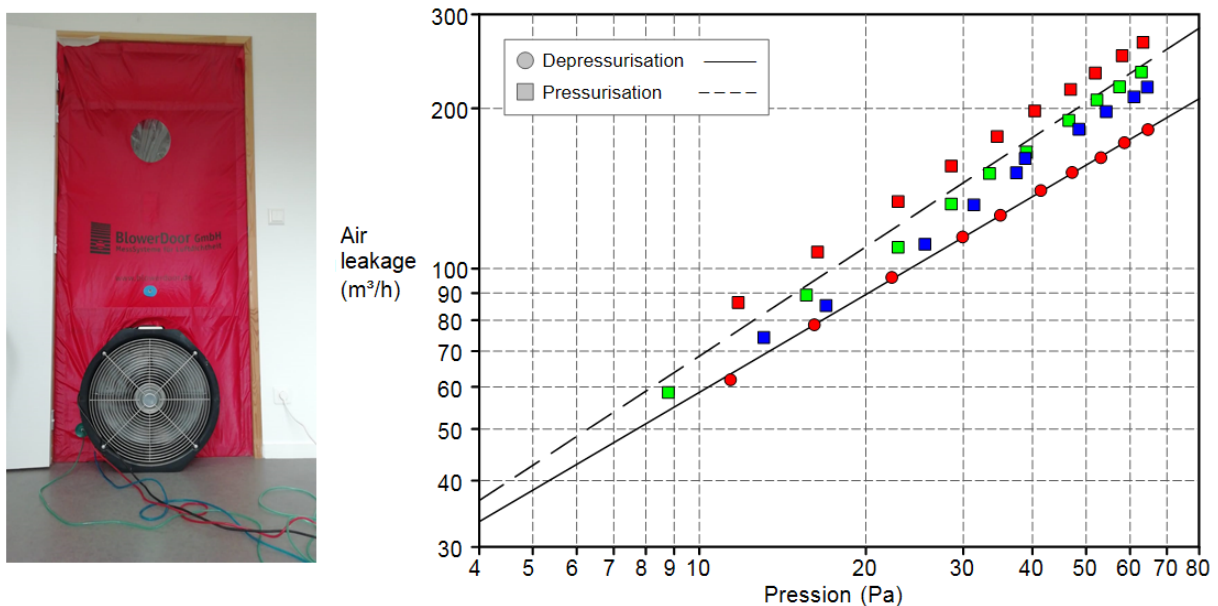 BlowerDoor GmbH
Air
leakage
(m³/h)
Depressurisation
Pressurisation
300
200
100
90
80
70
60
50
40
30
4 5 6 7 8 9 10 20 30 40 50 60 70 80
Pression (Pa)